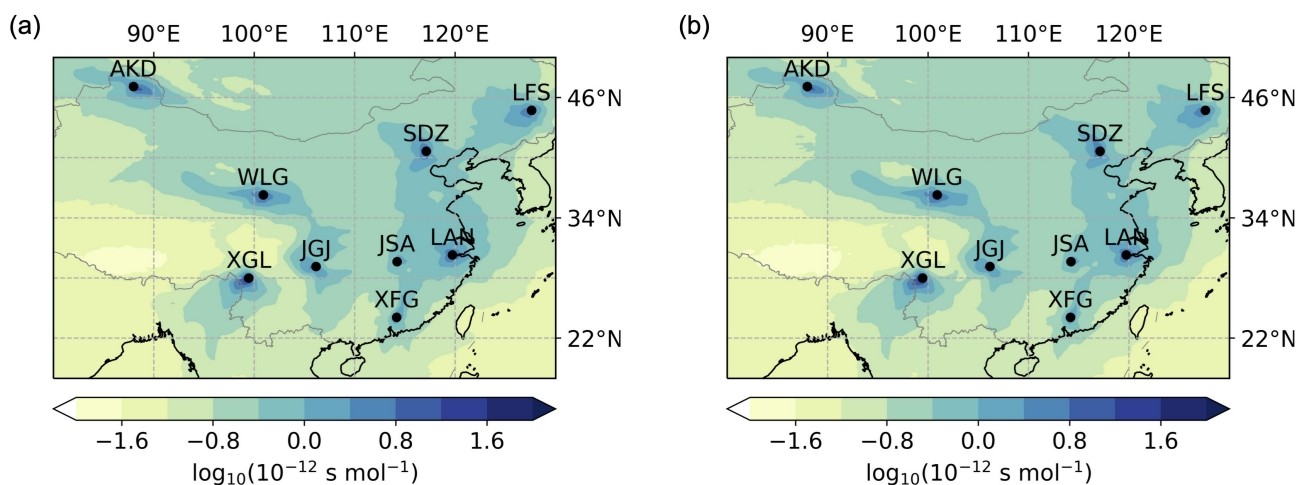 (a)
90°E 100°E 110°E 120°E
AKD
LFS
46°N
SDZ
WLG
34°N
JGJ JSA LAN
XGL
XFG
22°N
−1.6 −0.8 0.0 0.8 1.6
log₁₀(10⁻¹² s mol⁻¹)
(b)
90°E 100°E 110°E 120°E
AKD
LFS
46°N
SDZ
WLG
34°N
JGJ JSA LAN
XGL
XFG
22°N
−1.6 −0.8 0.0 0.8 1.6
log₁₀(10⁻¹² s mol⁻¹)